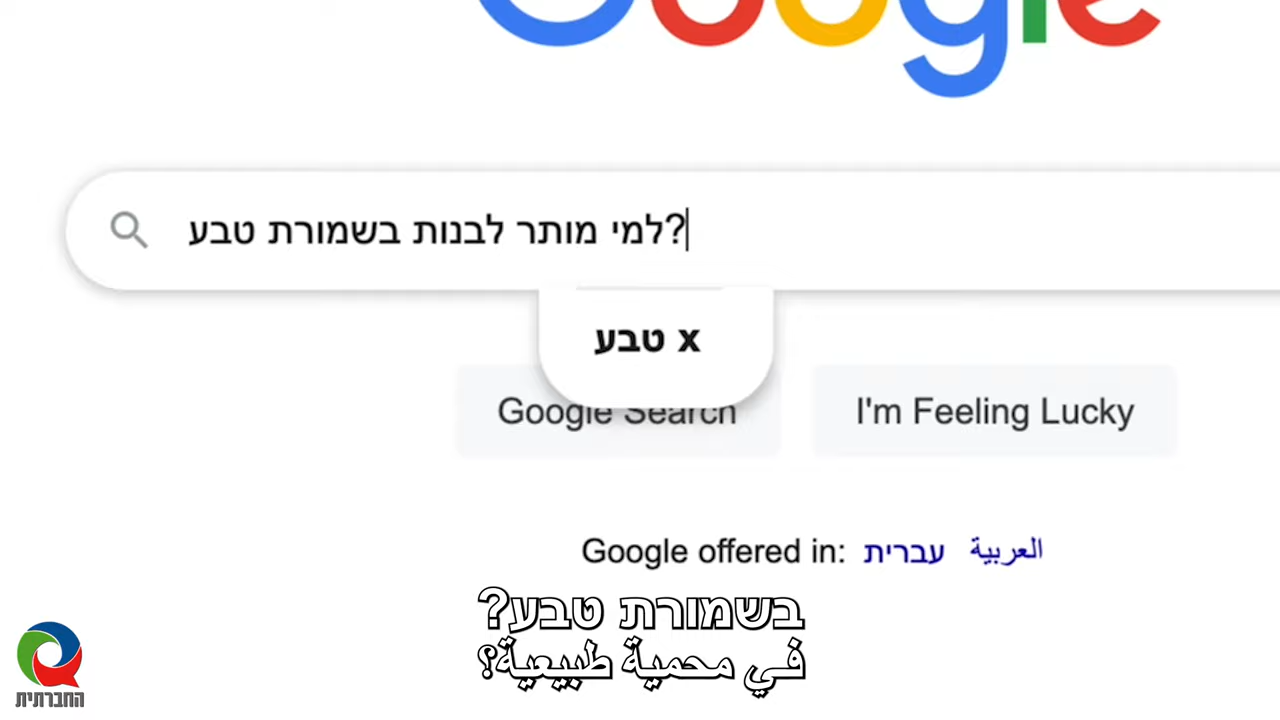 Google
למי מותר לבנות בשמורת טבע?
x טבע
Google Search
I'm Feeling Lucky
Google offered in: עברית العربية
בשמורת טבע?
في محمية طبيعية؟
החברתית